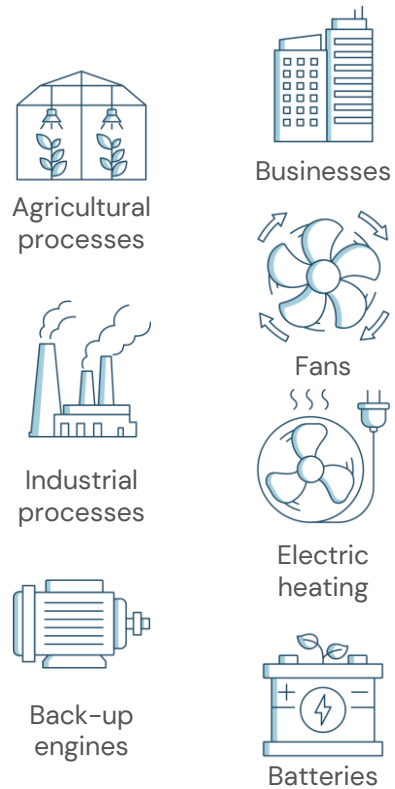 Agricultural
processes
Businesses
Fans
Industrial
processes
Electric
heating
Back-up
engines
Batteries